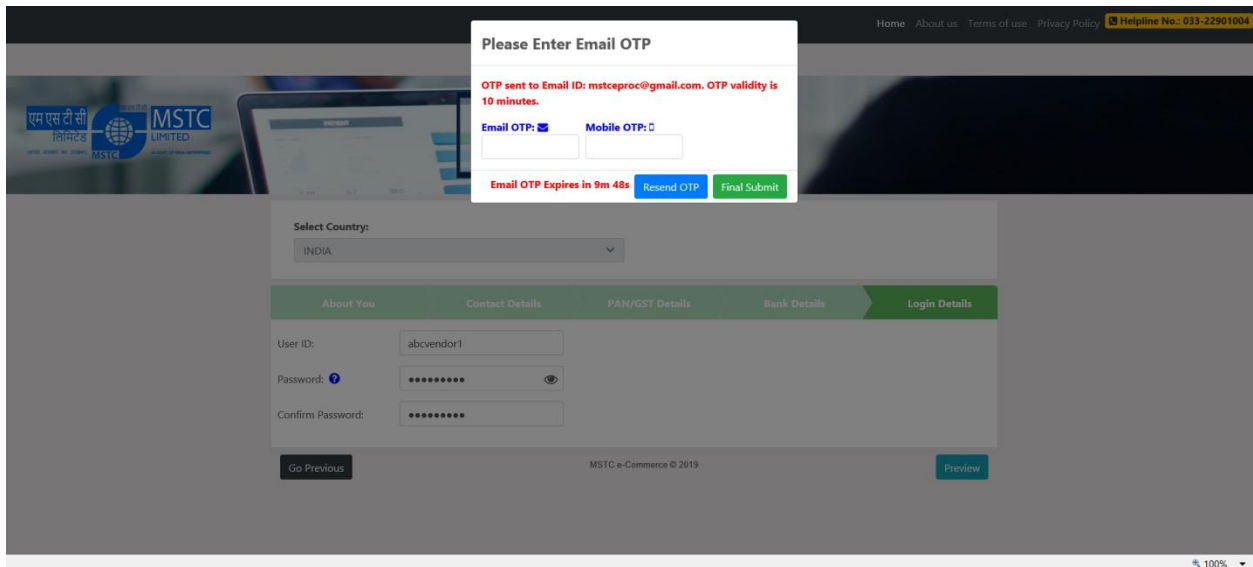 Home About us Terms of use Privacy Policy Helpline No.: 033-22901004
Please Enter Email OTP
OTP sent to Email ID: mstceproc@gmail.com. OTP validity is
10 minutes.
Email OTP: Mobile OTP:
Email OTP Expires in 9m 48s Resend OTP Final Submit
एम एस टी सी
लिमिटेड
MSTC
MSTC
LIMITED
Select Country:
INDIA
About You Contact Details PAN/GST Details Bank Details Login Details
User ID: abcvendor1
Password: ?
Confirm Password:
Go Previous MSTC e-Commerce © 2019 Preview
100%